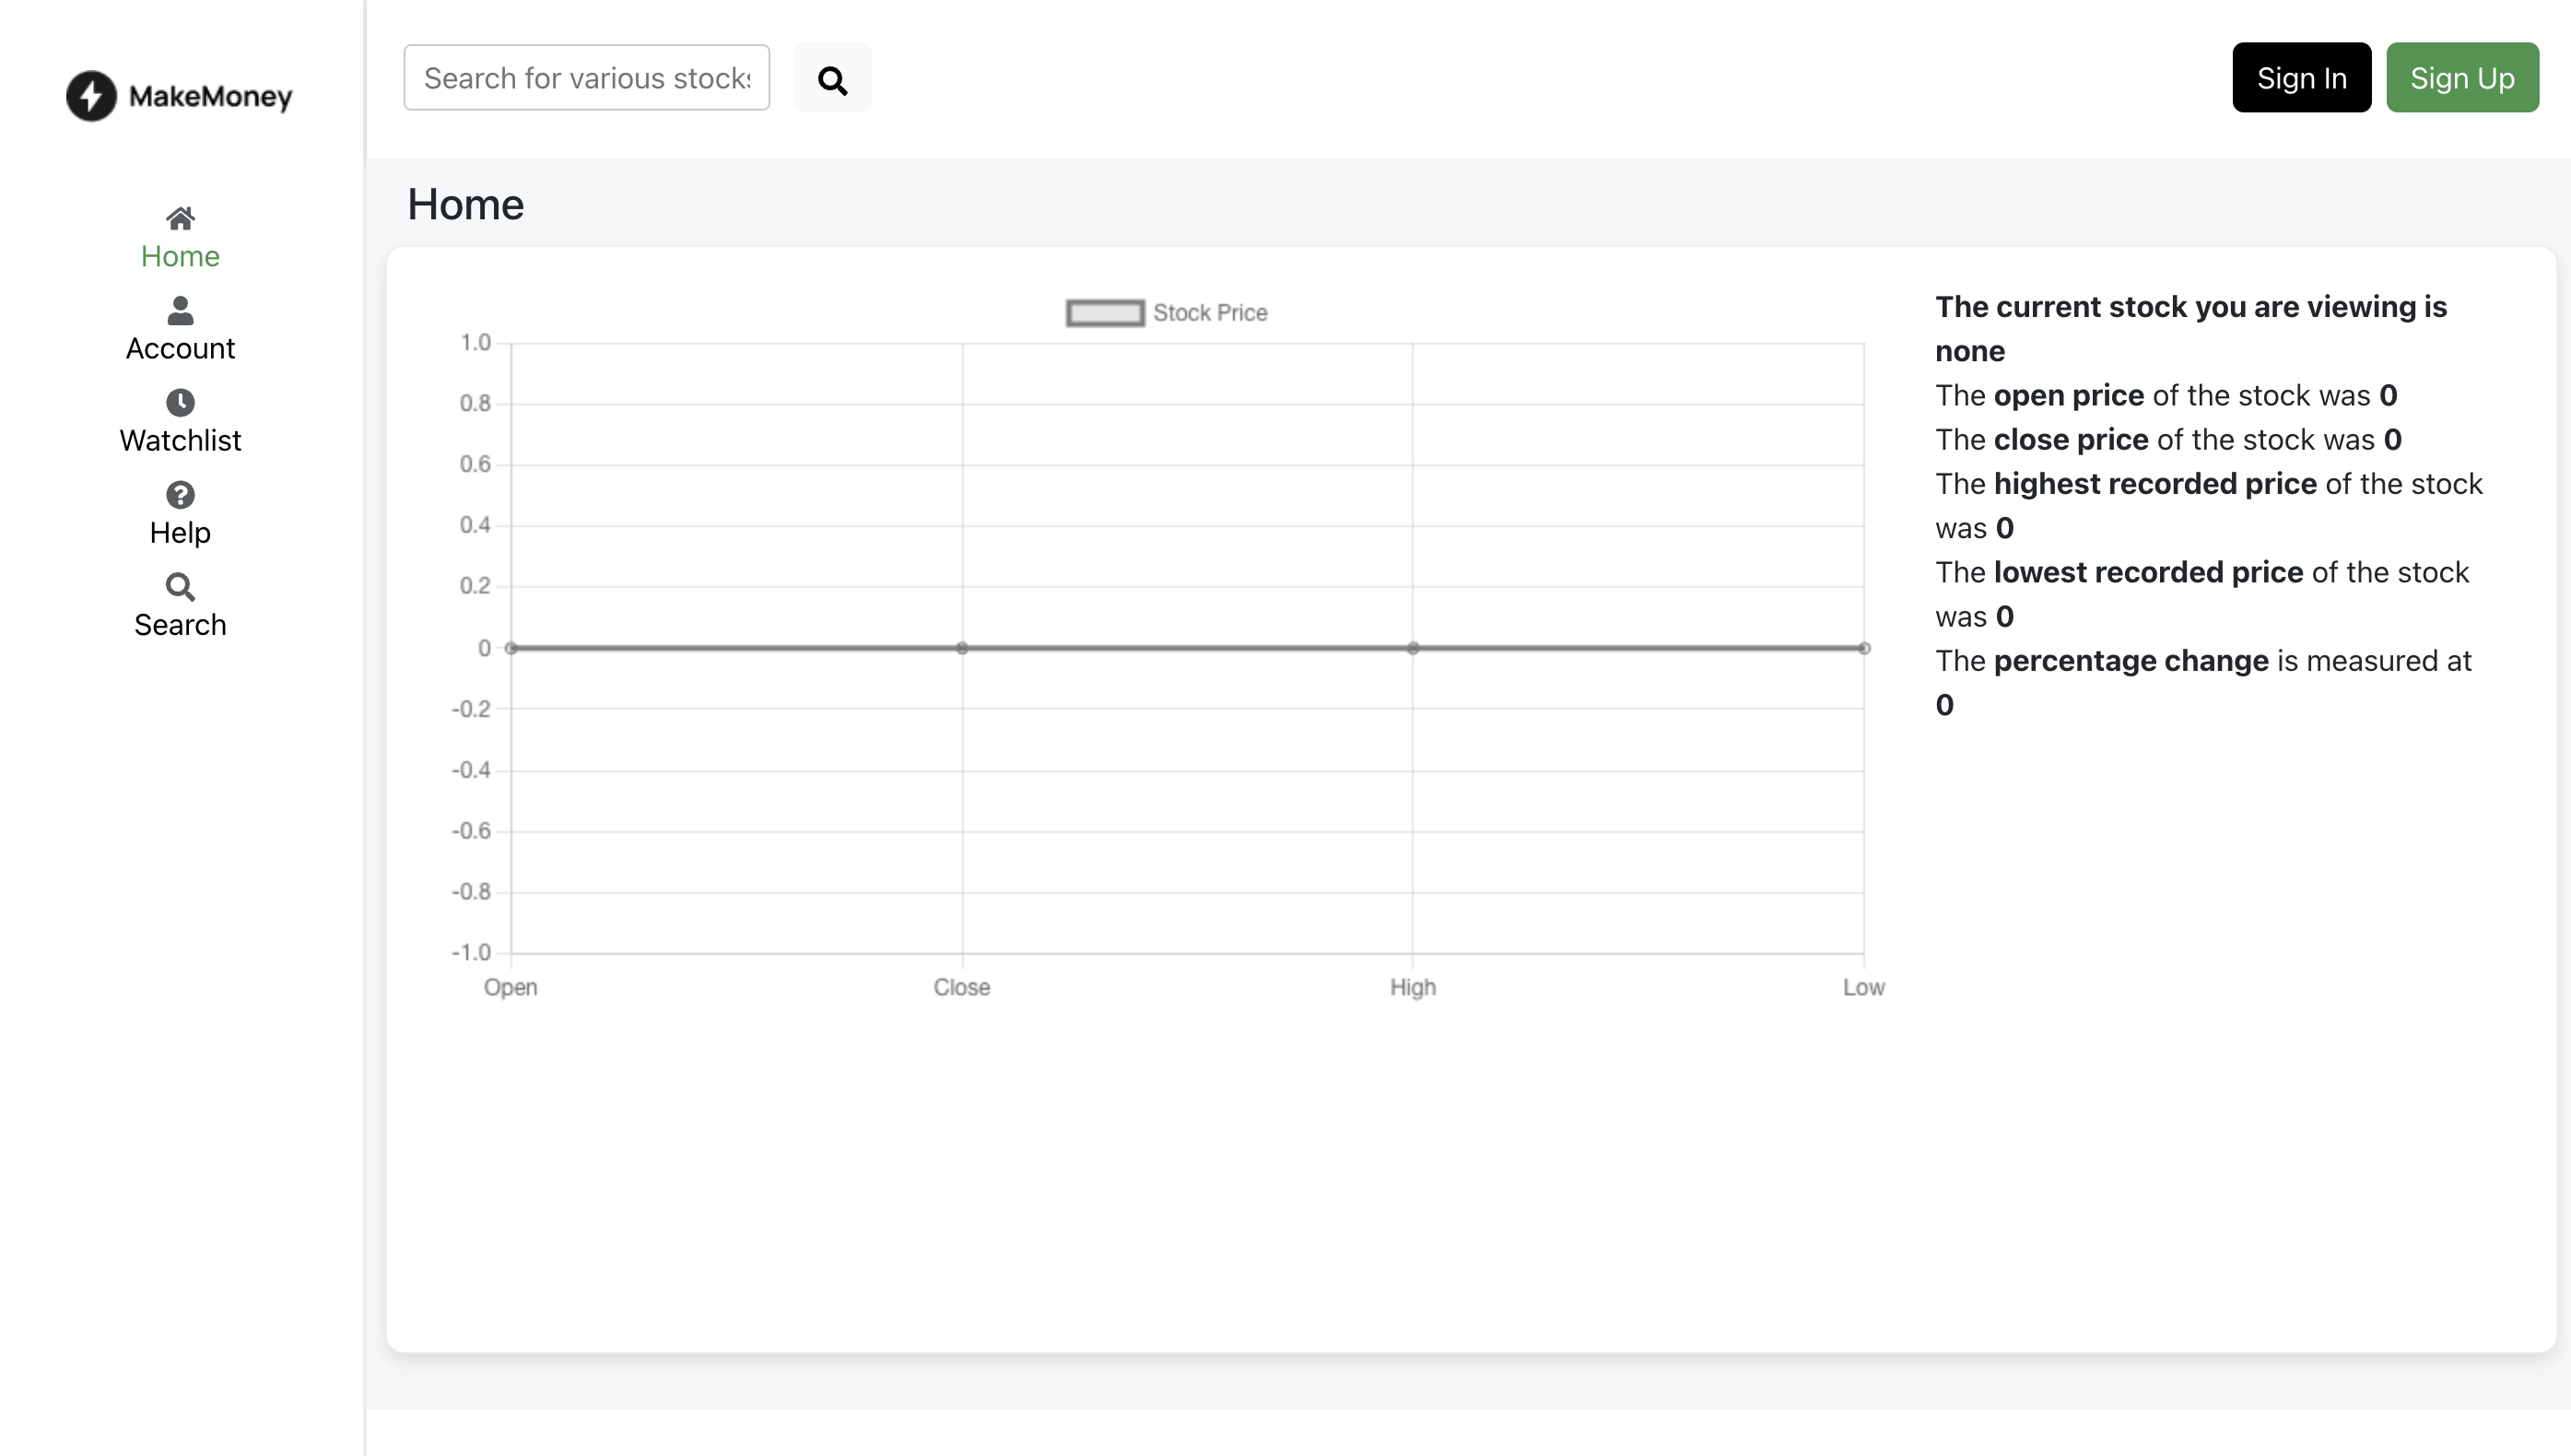 MakeMoney
Home
Account
Watchlist
Help
Search
Search for various stocks
Sign In
Sign Up
Home
Stock Price
1.0
0.8
0.6
0.4
0.2
0
-0.2
-0.4
-0.6
-0.8
-1.0
Open Close High Low
The current stock you are viewing is
none
The open price of the stock was 0
The close price of the stock was 0
The highest recorded price of the stock
was 0
The lowest recorded price of the stock
was 0
The percentage change is measured at
0